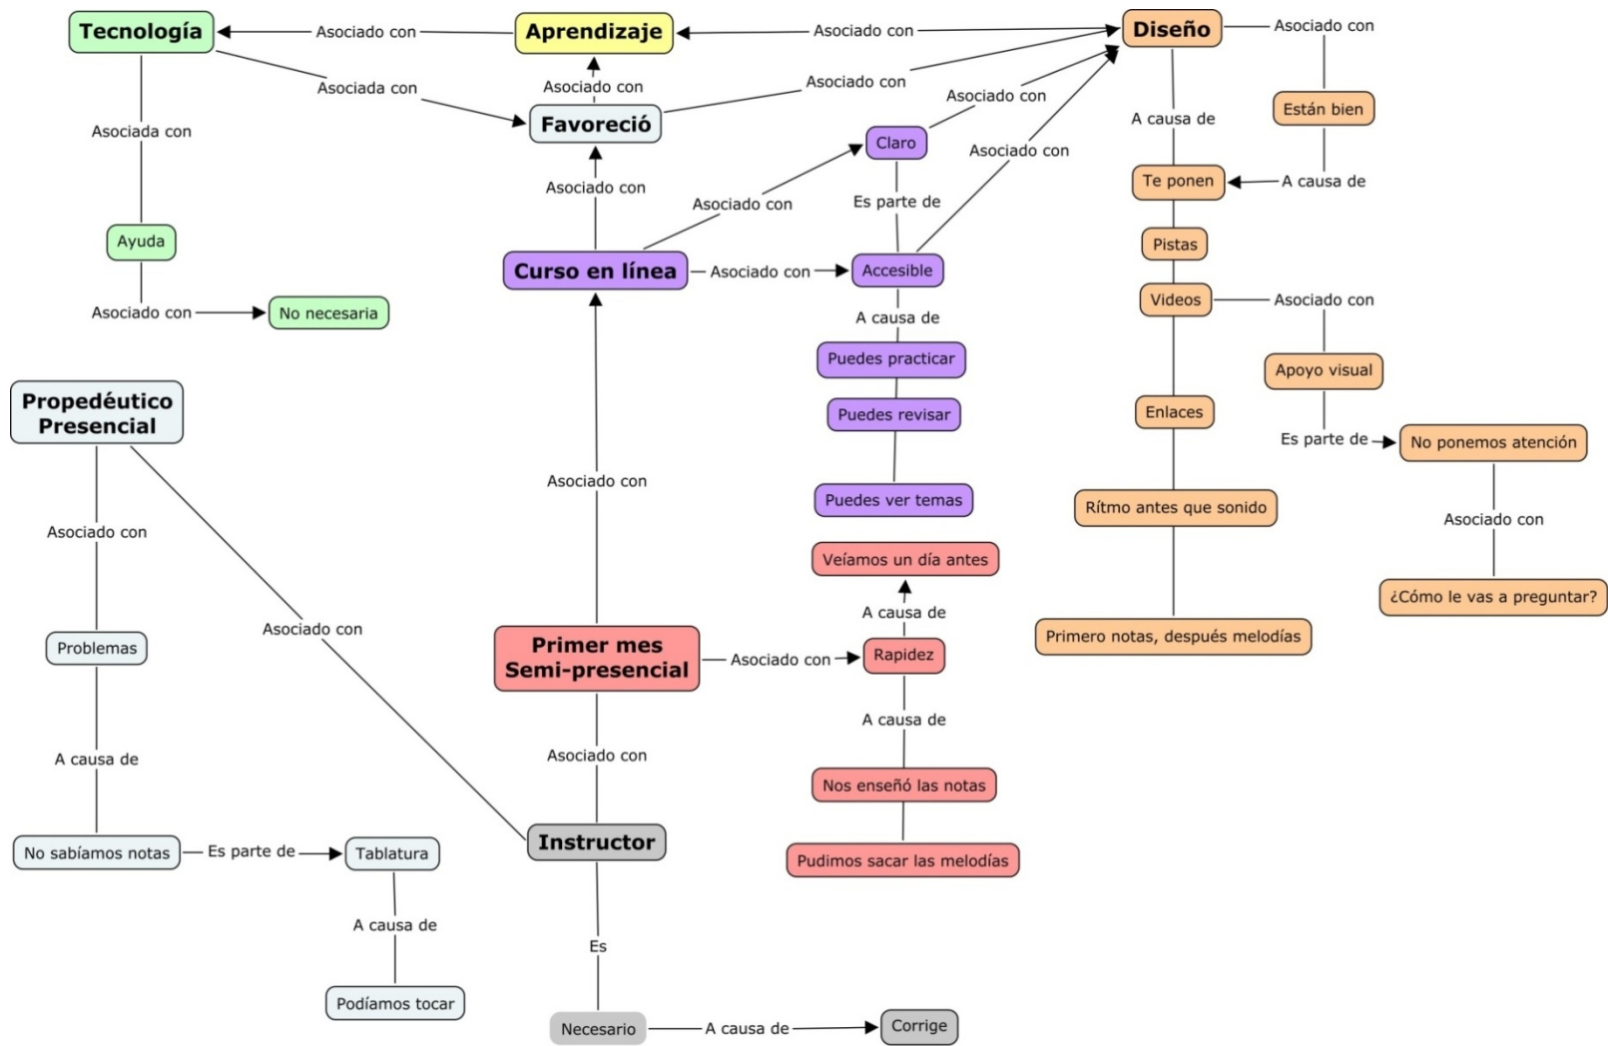 Tecnología
Asociado con
Aprendizaje
Asociado con
Diseño
Asociado con
Asociada con
Asociado con
Asociado con
Asociado con
Están bien
Favoreció
A causa de
Asociada con
Claro
Asociado con
Te ponen
A causa de
Asociado con
Asociado con
Es parte de
Ayuda
Pistas
Curso en línea
Asociado con
Accesible
Videos
Asociado con
Asociado con
No necesaria
A causa de
Puedes practicar
Apoyo visual
Propedéutico
Presencial
Puedes revisar
Enlaces
Es parte de
No ponemos atención
Asociado con
Puedes ver temas
Rítmo antes que sonido
Asociado con
Asociado con
Veíamos un día antes
¿Cómo le vas a preguntar?
A causa de
Asociado con
Primero notas, después melodías
Problemas
Primer mes
Semi-presencial
Asociado con
Rapidez
A causa de
A causa de
Asociado con
Nos enseñó las notas
No sabíamos notas
Es parte de
Tablatura
Instructor
Pudimos sacar las melodías
A causa de
Es
Podíamos tocar
Necesario
A causa de
Corrige